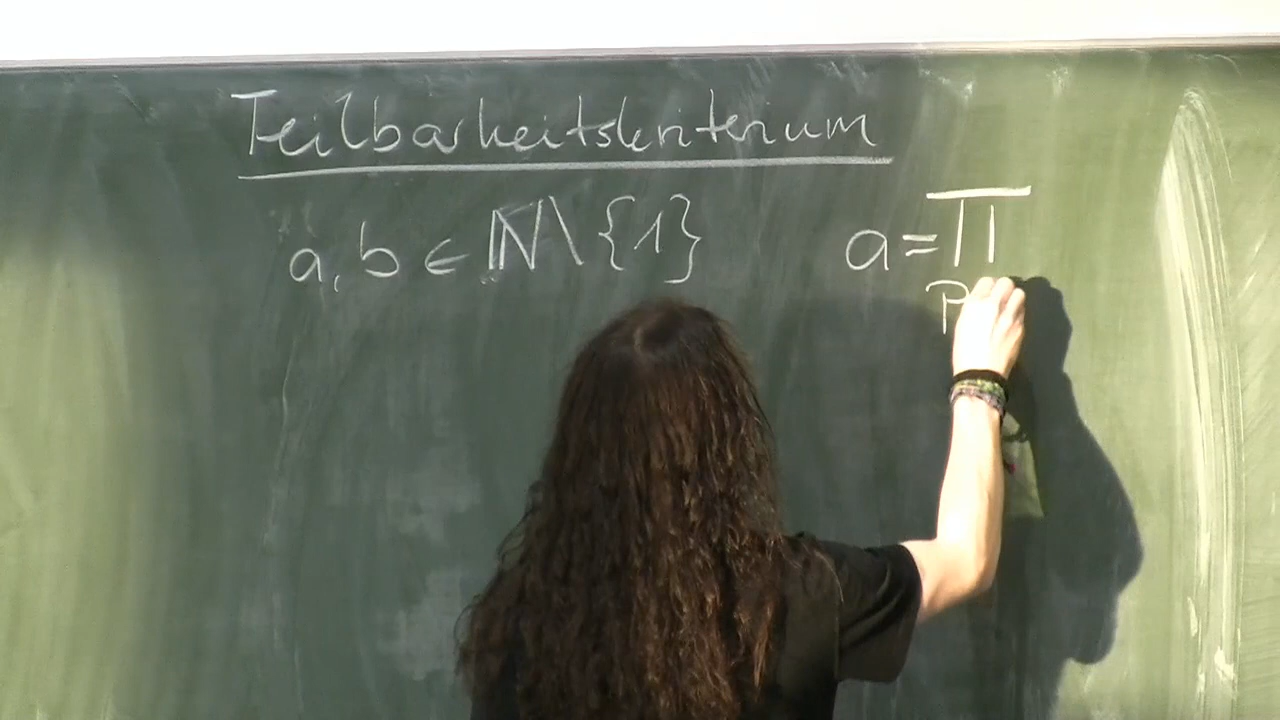 Teilbarkeitskriterium
a, b ∈ ℕ \ {1} a = ∏
P